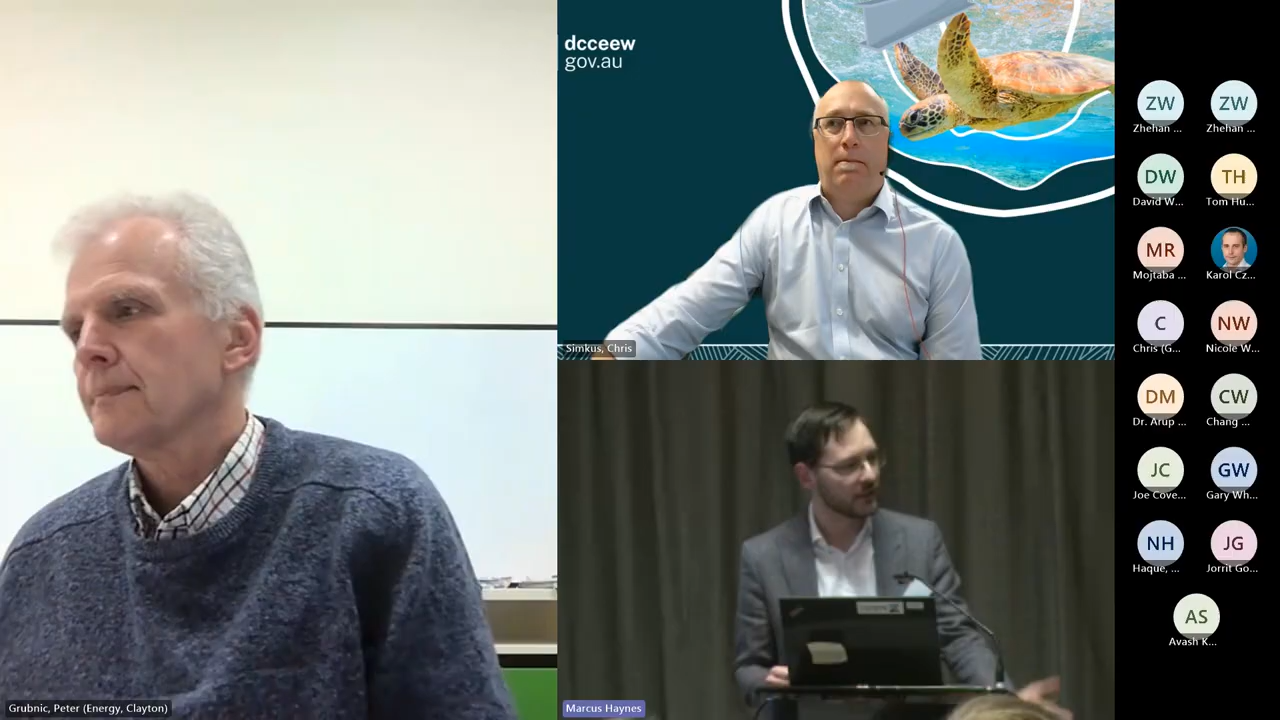 dcceew
gov.au
Simkus, Chris
Grubnic, Peter (Energy, Clayton)
Marcus Haynes
ZW
ZW
Zhehan ...
Zhehan ...
DW
TH
David W...
Tom Hu...
MR
Mojtaba ...
Karol Cz...
C
NW
Chris (G...
Nicole W...
DM
CW
Dr. Arup ...
Chang ...
JC
GW
Joe Cove...
Gary Wh...
NH
JG
Haque, ...
Jorrit Go...
AS
Avash K...